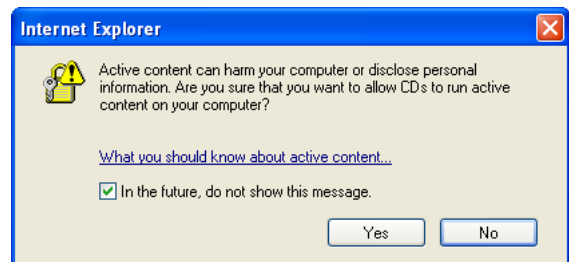 Internet Explorer
Active content can harm your computer or disclose personal
information. Are you sure that you want to allow CDs to run active
content on your computer?
What you should know about active content...
In the future, do not show this message.
Yes No